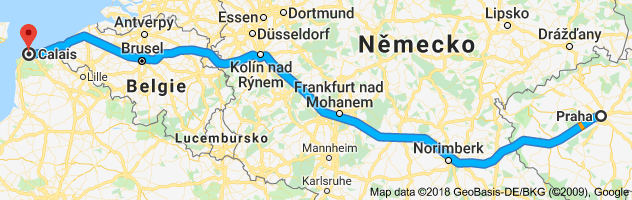 Essen
Dortmund
Lipsko
Antverpy
Düsseldorf
Drážďany
Německo
Calais
Brusel
Kolín nad
Rýnem
Lille
Belgie
Frankfurt nad
Mohanem
Praha
Lucembursko
Mannheim
Norimberk
Karlsruhe
Map data ©2018 GeoBasis-DE/BKG (©2009), Google